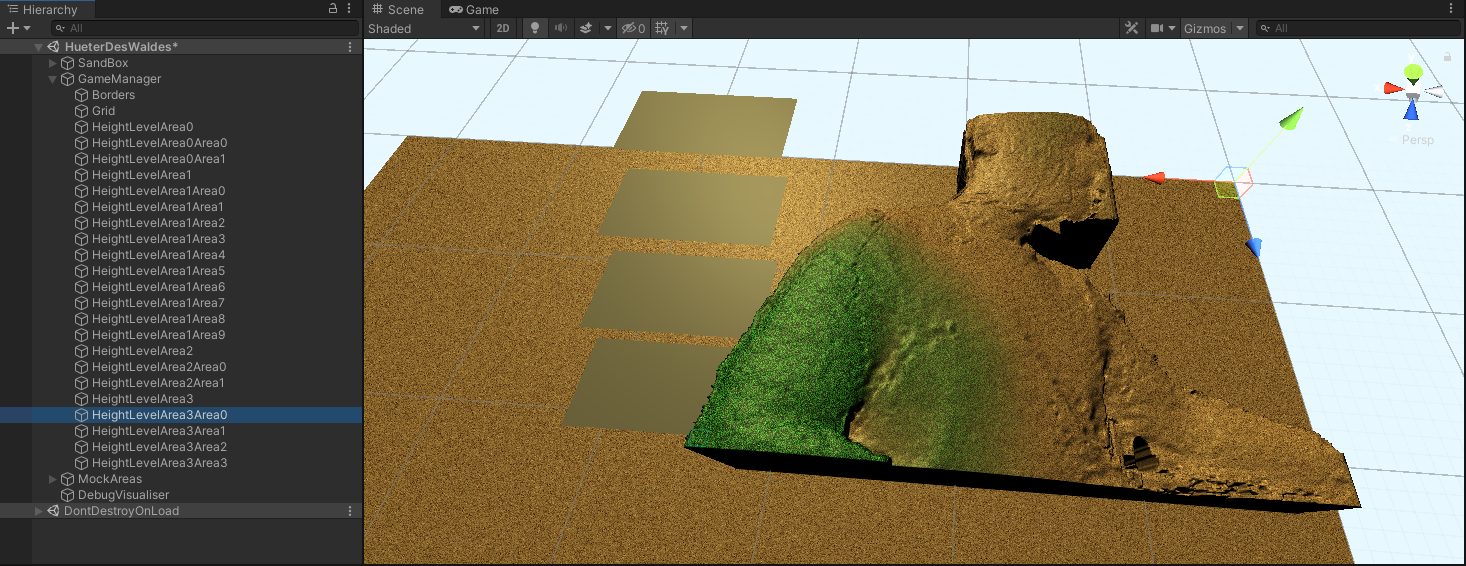 Hierarchy
Scene Game
All
Shaded 2D 0 Gizmos All
HueterDesWaldes*
SandBox
GameManager
Borders
Grid
HeightLevelArea0
HeightLevelArea0Area0
HeightLevelArea0Area1
HeightLevelArea1
HeightLevelArea1Area0
HeightLevelArea1Area1
HeightLevelArea1Area2
HeightLevelArea1Area3
HeightLevelArea1Area4
HeightLevelArea1Area5
HeightLevelArea1Area6
HeightLevelArea1Area7
HeightLevelArea1Area8
HeightLevelArea1Area9
HeightLevelArea2
HeightLevelArea2Area0
HeightLevelArea2Area1
HeightLevelArea3
HeightLevelArea3Area0
HeightLevelArea3Area1
HeightLevelArea3Area2
HeightLevelArea3Area3
MockAreas
DebugVisualiser
DontDestroyOnLoad
Persp